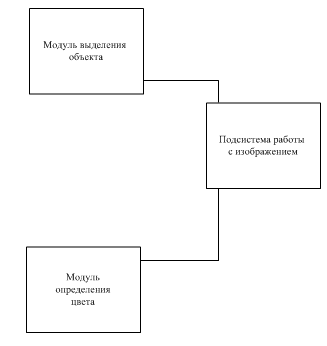 Модуль выделения
объекта
Подсистема работы
с изображением
Модуль
определения
цвета